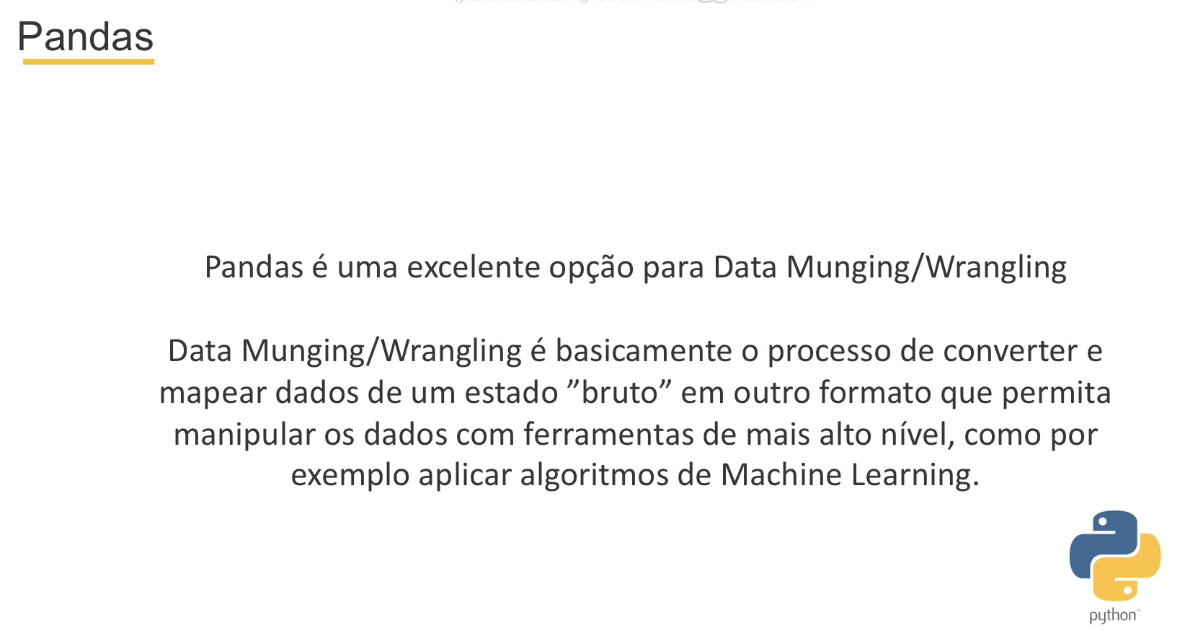 Pandas
Pandas é uma excelente opção para Data Munging/Wrangling
Data Munging/Wrangling é basicamente o processo de converter e
mapear dados de um estado ”bruto” em outro formato que permita
manipular os dados com ferramentas de mais alto nível, como por
exemplo aplicar algoritmos de Machine Learning.
python